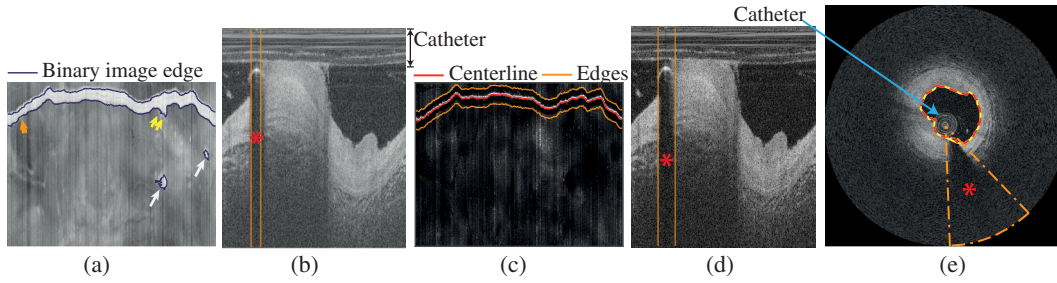 Catheter
Catheter
Binary image edge
Centerline
Edges
*
*
*
(a)
(b)
(c)
(d)
(e)